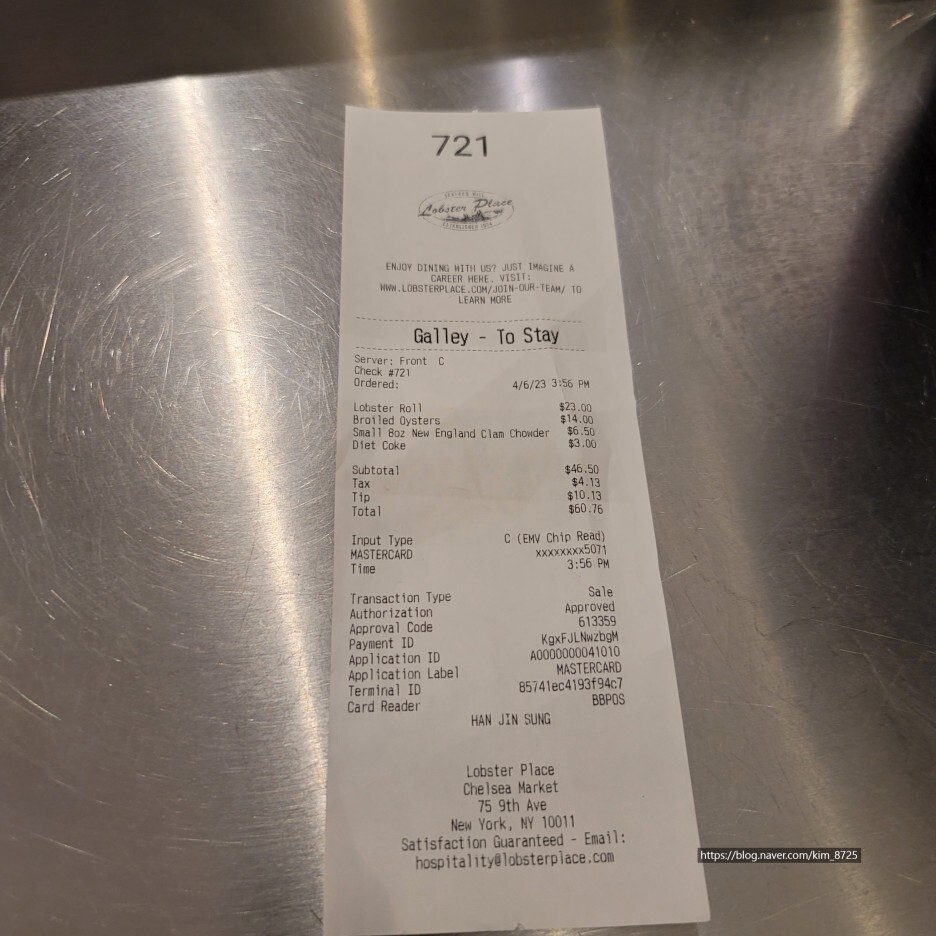 721
Lobster Place
ENJOY DINING WITH US? JUST IMAGINE A
CAREER HERE. VISIT:
WWW.LOBSTERPLACE.COM/JOIN-OUR-TEAM/ TO
LEARN MORE
Galley - To Stay
Server: Front C
Check #721
Ordered: 4/6/23 3:56 PM
Lobster Roll $23.00
Broiled Oysters $14.00
Small 8oz New England Clam Chowder $6.50
Diet Coke $3.00
Subtotal $46.50
Tax $4.13
Tip $10.13
Total $60.76
Input Type C (EMV Chip Read)
MASTERCARD xxxxxxxx5071
Time 3:56 PM
Transaction Type Sale
Authorization Approved
Approval Code 613359
Payment ID KgxFJLNwzbgM
Application ID A0000000041010
Application Label MASTERCARD
Terminal ID 85741ec4193f94c7
Card Reader BBPOS
HAN JIN SUNG
Lobster Place
Chelsea Market
75 9th Ave
New York, NY 10011
Satisfaction Guaranteed - Email:
hospitality@lobsterplace.com
https://blog.naver.com/kim_8725